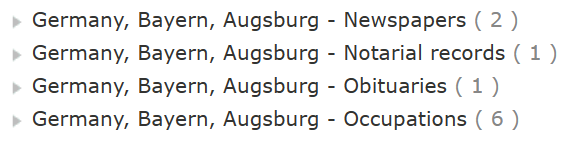 Germany, Bayern, Augsburg - Newspapers ( 2 )
Germany, Bayern, Augsburg - Notarial records ( 1 )
Germany, Bayern, Augsburg - Obituaries ( 1 )
Germany, Bayern, Augsburg - Occupations ( 6 )